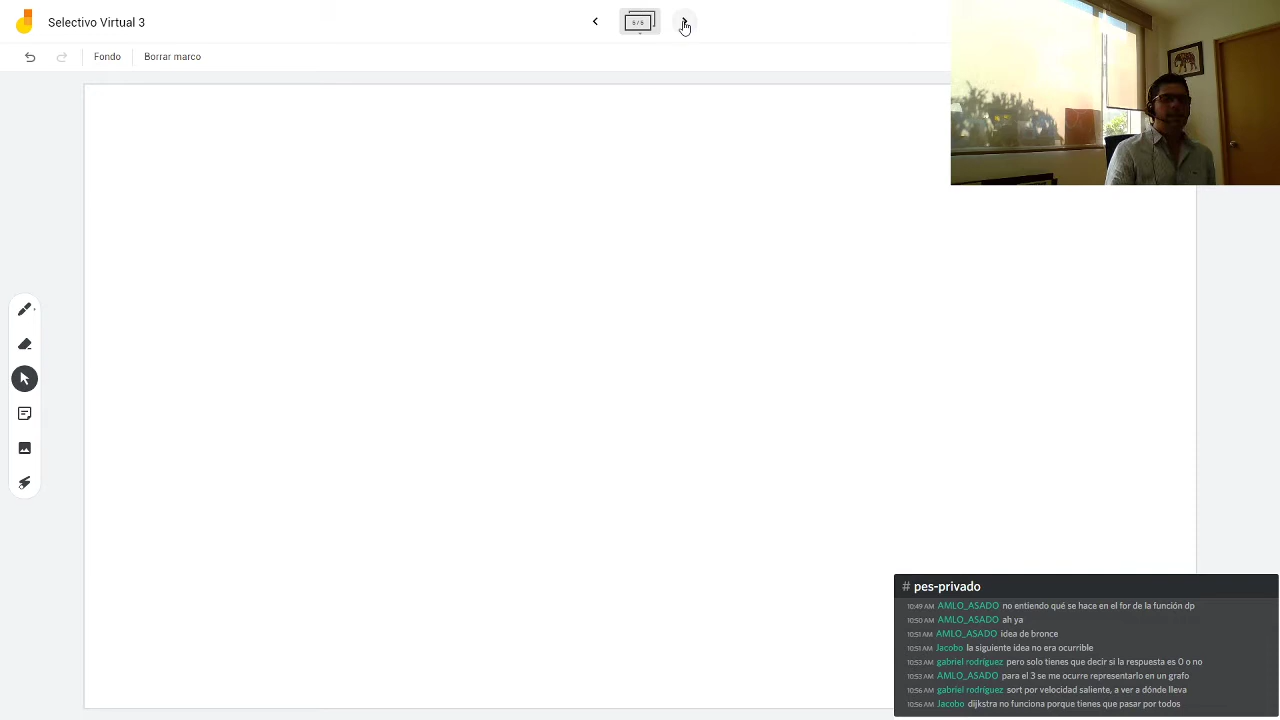 Selectivo Virtual 3
5 / 5
Fondo
Borrar marco
# pes-privado
10:49 AM AMLO_ASADO no entiendo qué se hace en el for de la función dp
10:50 AM AMLO_ASADO ah ya
10:51 AM AMLO_ASADO idea de bronce
10:51 AM Jacobo la siguiente idea no era ocurrible
10:53 AM gabriel rodríguez pero solo tienes que decir si la respuesta es 0 o no
10:53 AM AMLO_ASADO para el 3 se me ocurre representarlo en un grafo
10:56 AM gabriel rodríguez sort por velocidad saliente, a ver a dónde lleva
10:56 AM Jacobo dijkstra no funciona porque tienes que pasar por todos